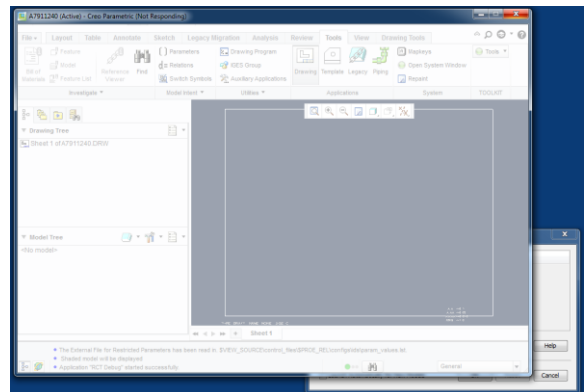 A7911240 (Active) - Creo Parametric (Not Responding)
File Layout Table Annotate Sketch Legacy Migration Analysis Review Tools View Drawing Tools
Bill of Materials
Feature
Model
Feature List
Reference Viewer
Find
Investigate
Parameters
d= Relations
Switch Symbols
Model Intent
Drawing Program
IDES Group
Auxiliary Applications
Utilities
Drawing Template Legacy Piping
Applications
Mapkeys
Open System Window
Repaint
System
Tools
TOOLKIT
Drawing Tree
Sheet 1 of A7911240.DRW
Model Tree
<No model>
Sheet 1
• The External File for Restricted Parameters has been read in.
• Shaded model will be displayed
• Application "RCT Debug" started successfully
General
Help
Cancel